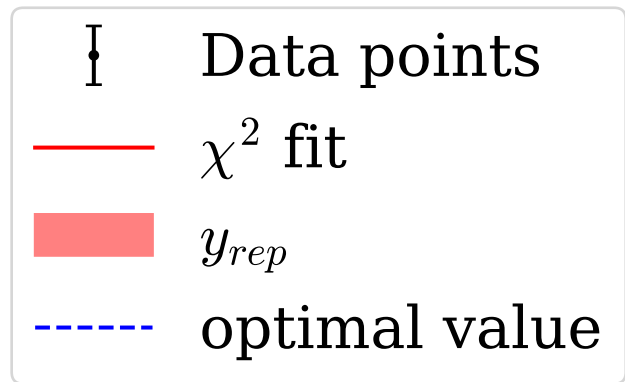 Data points
χ² fit
y_rep
optimal value